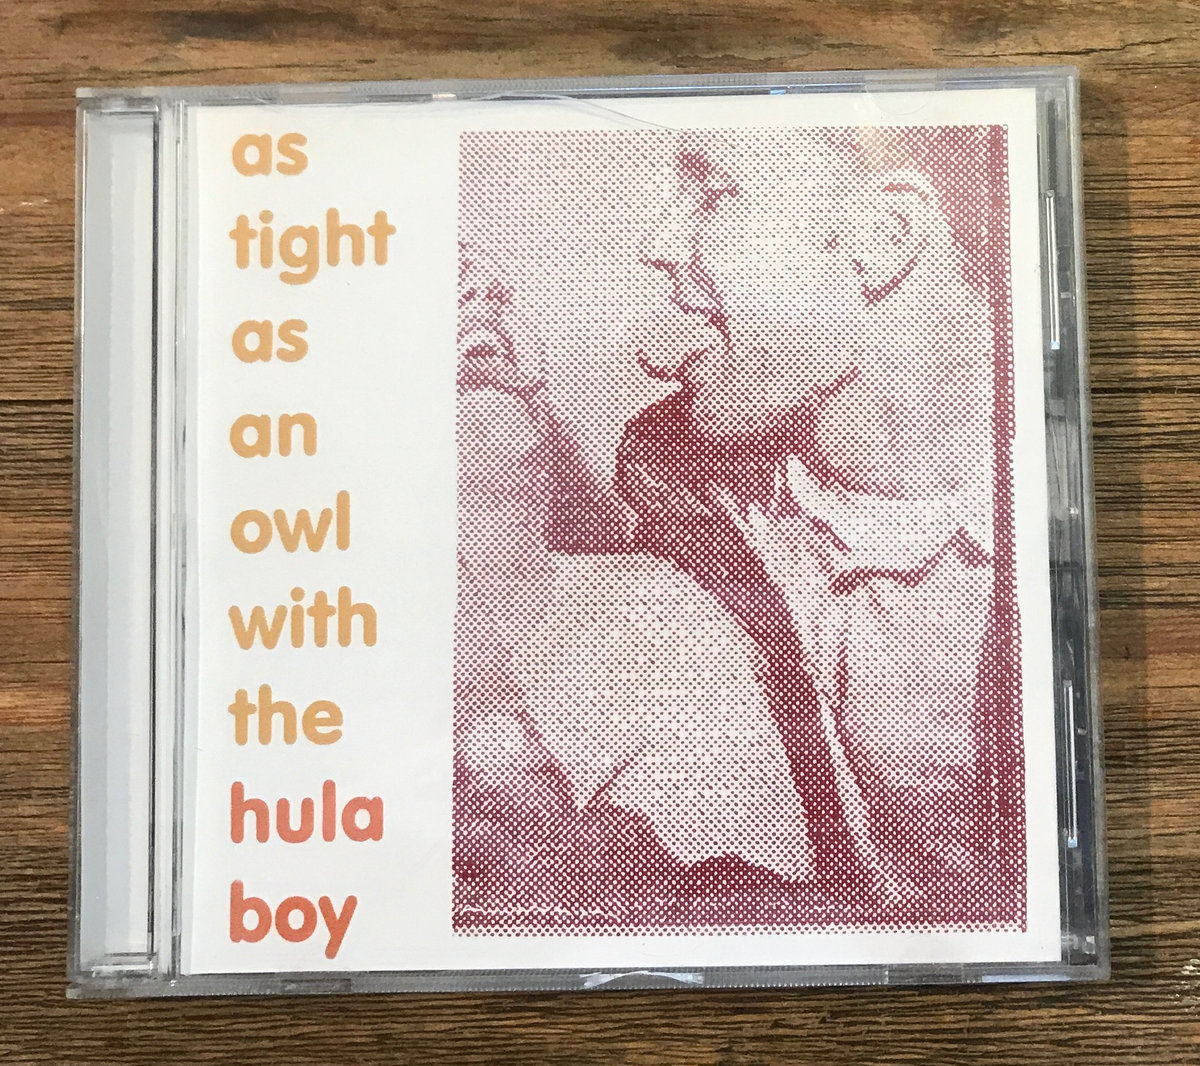 as
tight
as
an
owl
with
the
hula
boy